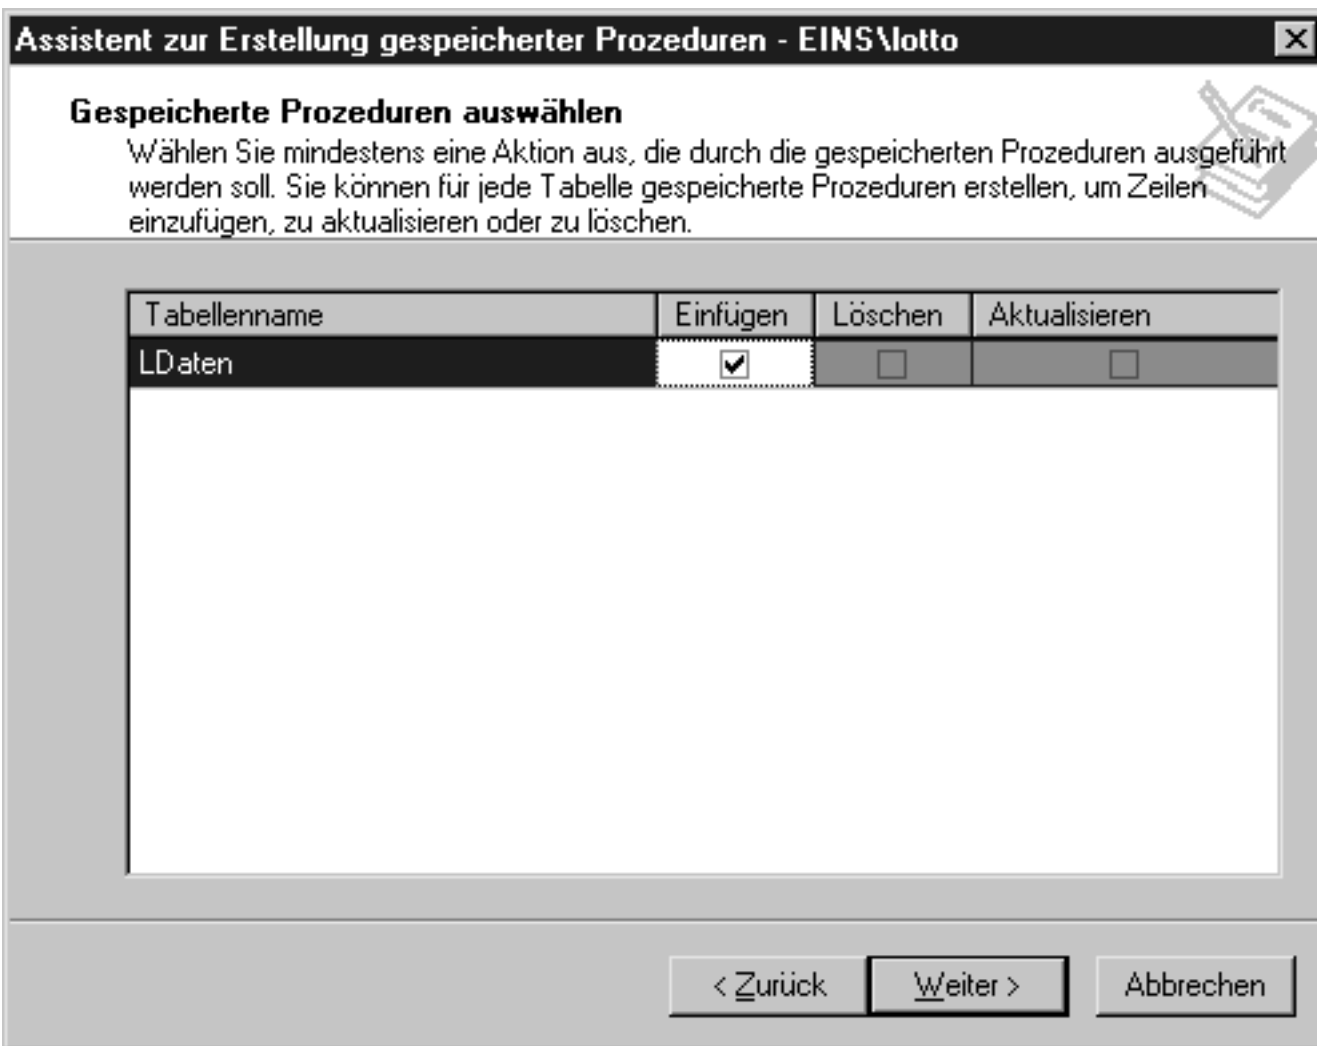 Assistent zur Erstellung gespeicherter Prozeduren - EINS\lotto
Gespeicherte Prozeduren auswählen
Wählen Sie mindestens eine Aktion aus, die durch die gespeicherten Prozeduren ausgeführt
werden soll. Sie können für jede Tabelle gespeicherte Prozeduren erstellen, um Zeilen
einzufügen, zu aktualisieren oder zu löschen.
Tabellenname Einfügen Löschen Aktualisieren
LDaten
< Zurück Weiter > Abbrechen